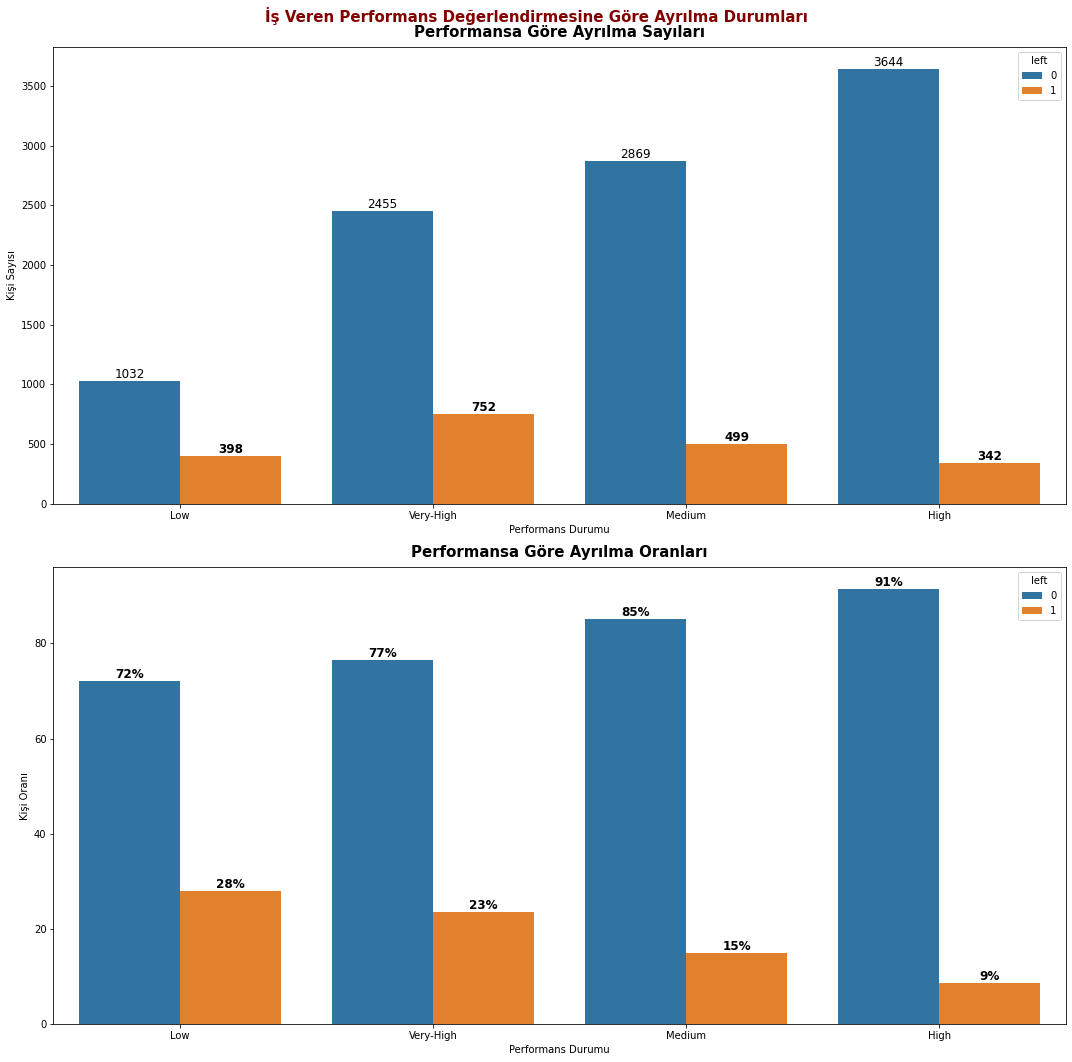 İş Veren Performans Değerlendirmesine Göre Ayrılma Durumları
Performansa Göre Ayrılma Sayıları
3500
3000
2500
2000
1500
1000
500
0
Kişi Sayısı
1032
398
2455
752
2869
499
3644
342
left
0
1
Low
Very-High
Medium
High
Performans Durumu
Performansa Göre Ayrılma Oranları
80
60
40
20
0
Kişi Oranı
72%
28%
77%
23%
85%
15%
91%
9%
left
0
1
Low
Very-High
Medium
High
Performans Durumu